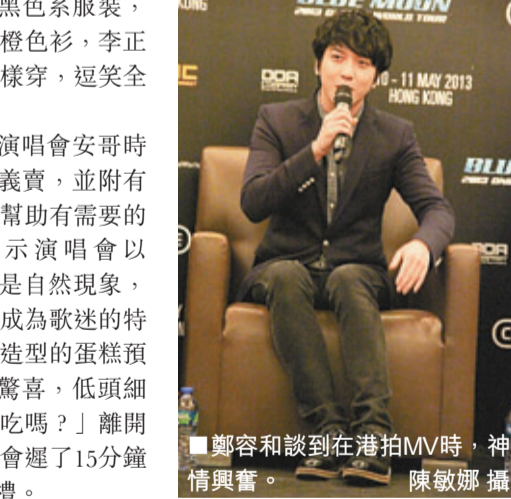 黑色系服裝，
橙色衫，李正
樣穿，逗笑全
演唱會安哥時
義賣，並附有
幫助有需要的
示演唱會以
是自然現象，
成為歌迷的特
造型的蛋糕預
驚喜，低頭細
吃嗎？」離開
會遲了15分鐘
禮。
BLUE MOON
WORLD TOUR
10 - 11 MAY 2013
HONG KONG
■鄭容和談到在港拍MV時，神
情興奮。 陳敏娜 攝